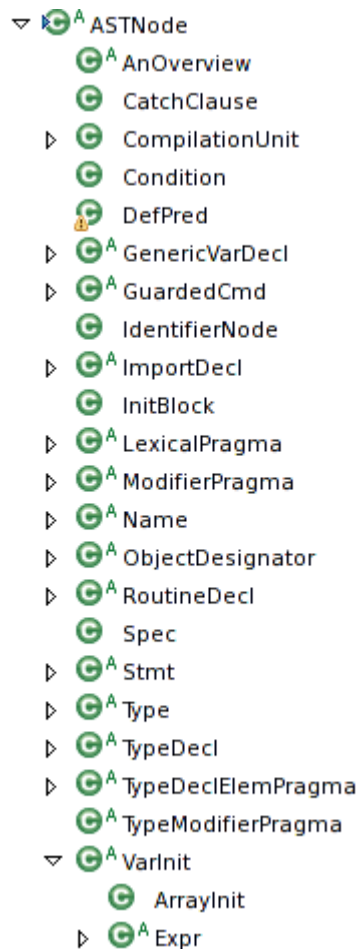 ASTNode
AnOverview
CatchClause
CompilationUnit
Condition
DefPred
GenericVarDecl
GuardedCmd
IdentifierNode
ImportDecl
InitBlock
LexicalPragma
ModifierPragma
Name
ObjectDesignator
RoutineDecl
Spec
Stmt
Type
TypeDecl
TypeDeclElemPragma
TypeModifierPragma
VarInit
ArrayInit
Expr